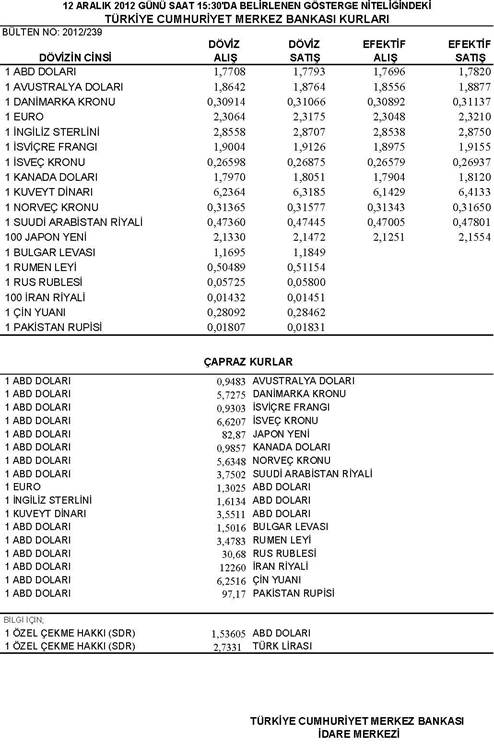 12 ARALIK 2012 GÜNÜ SAAT 15:30'DA BELİRLENEN GÖSTERGE NİTELİĞİNDEKİ
TÜRKİYE CUMHURİYET MERKEZ BANKASI KURLARI
BÜLTEN NO: 2012/239
DÖVİZ DÖVİZ EFEKTİF EFEKTİF
DÖVİZİN CİNSİ ALIŞ SATIŞ ALIŞ SATIŞ
1 ABD DOLARI 1,7708 1,7793 1,7696 1,7820
1 AVUSTRALYA DOLARI 1,8642 1,8764 1,8556 1,8877
1 DANİMARKA KRONU 0,30914 0,31066 0,30892 0,31137
1 EURO 2,3064 2,3175 2,3048 2,3210
1 İNGİLİZ STERLİNİ 2,8558 2,8707 2,8538 2,8750
1 İSVİÇRE FRANGI 1,9004 1,9126 1,8975 1,9155
1 İSVEÇ KRONU 0,26598 0,26875 0,26579 0,26937
1 KANADA DOLARI 1,7970 1,8051 1,7904 1,8120
1 KUVEYT DİNARI 6,2364 6,3185 6,1429 6,4133
1 NORVEÇ KRONU 0,31365 0,31577 0,31343 0,31650
1 SUUDİ ARABİSTAN RİYALİ 0,47360 0,47445 0,47005 0,47801
100 JAPON YENİ 2,1330 2,1472 2,1251 2,1554
1 BULGAR LEVASI 1,1695 1,1849
1 RUMEN LEYİ 0,50489 0,51154
1 RUS RUBLESİ 0,05725 0,05800
100 İRAN RİYALİ 0,01432 0,01451
1 ÇİN YUANI 0,28092 0,28462
1 PAKİSTAN RUPİSİ 0,01807 0,01831
ÇAPRAZ KURLAR
1 ABD DOLARI 0,9483 AVUSTRALYA DOLARI
1 ABD DOLARI 5,7275 DANİMARKA KRONU
1 ABD DOLARI 0,9303 İSVİÇRE FRANGI
1 ABD DOLARI 6,6207 İSVEÇ KRONU
1 ABD DOLARI 82,87 JAPON YENİ
1 ABD DOLARI 0,9857 KANADA DOLARI
1 ABD DOLARI 5,6348 NORVEÇ KRONU
1 ABD DOLARI 3,7502 SUUDİ ARABİSTAN RİYALİ
1 EURO 1,3025 ABD DOLARI
1 İNGİLİZ STERLİNİ 1,6134 ABD DOLARI
1 KUVEYT DİNARI 3,5511 ABD DOLARI
1 ABD DOLARI 1,5016 BULGAR LEVASI
1 ABD DOLARI 3,4783 RUMEN LEYİ
1 ABD DOLARI 30,68 RUS RUBLESİ
1 ABD DOLARI 12260 İRAN RİYALİ
1 ABD DOLARI 6,2516 ÇİN YUANI
1 ABD DOLARI 97,17 PAKİSTAN RUPİSİ
BİLGİ İÇİN;
1 ÖZEL ÇEKME HAKKI (SDR) 1,53605 ABD DOLARI
1 ÖZEL ÇEKME HAKKI (SDR) 2,7331 TÜRK LİRASI
TÜRKİYE CUMHURİYET MERKEZ BANKASI
İDARE MERKEZİ